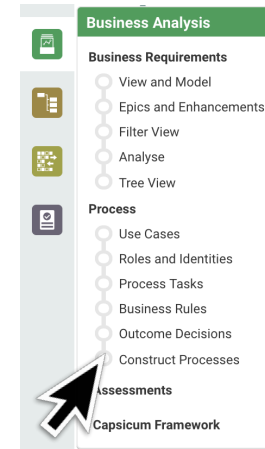 Business Analysis
Business Requirements
View and Model
Epics and Enhancements
Filter View
Analyse
Tree View
Process
Use Cases
Roles and Identities
Process Tasks
Business Rules
Outcome Decisions
Construct Processes
Assessments
Capsicum Framework